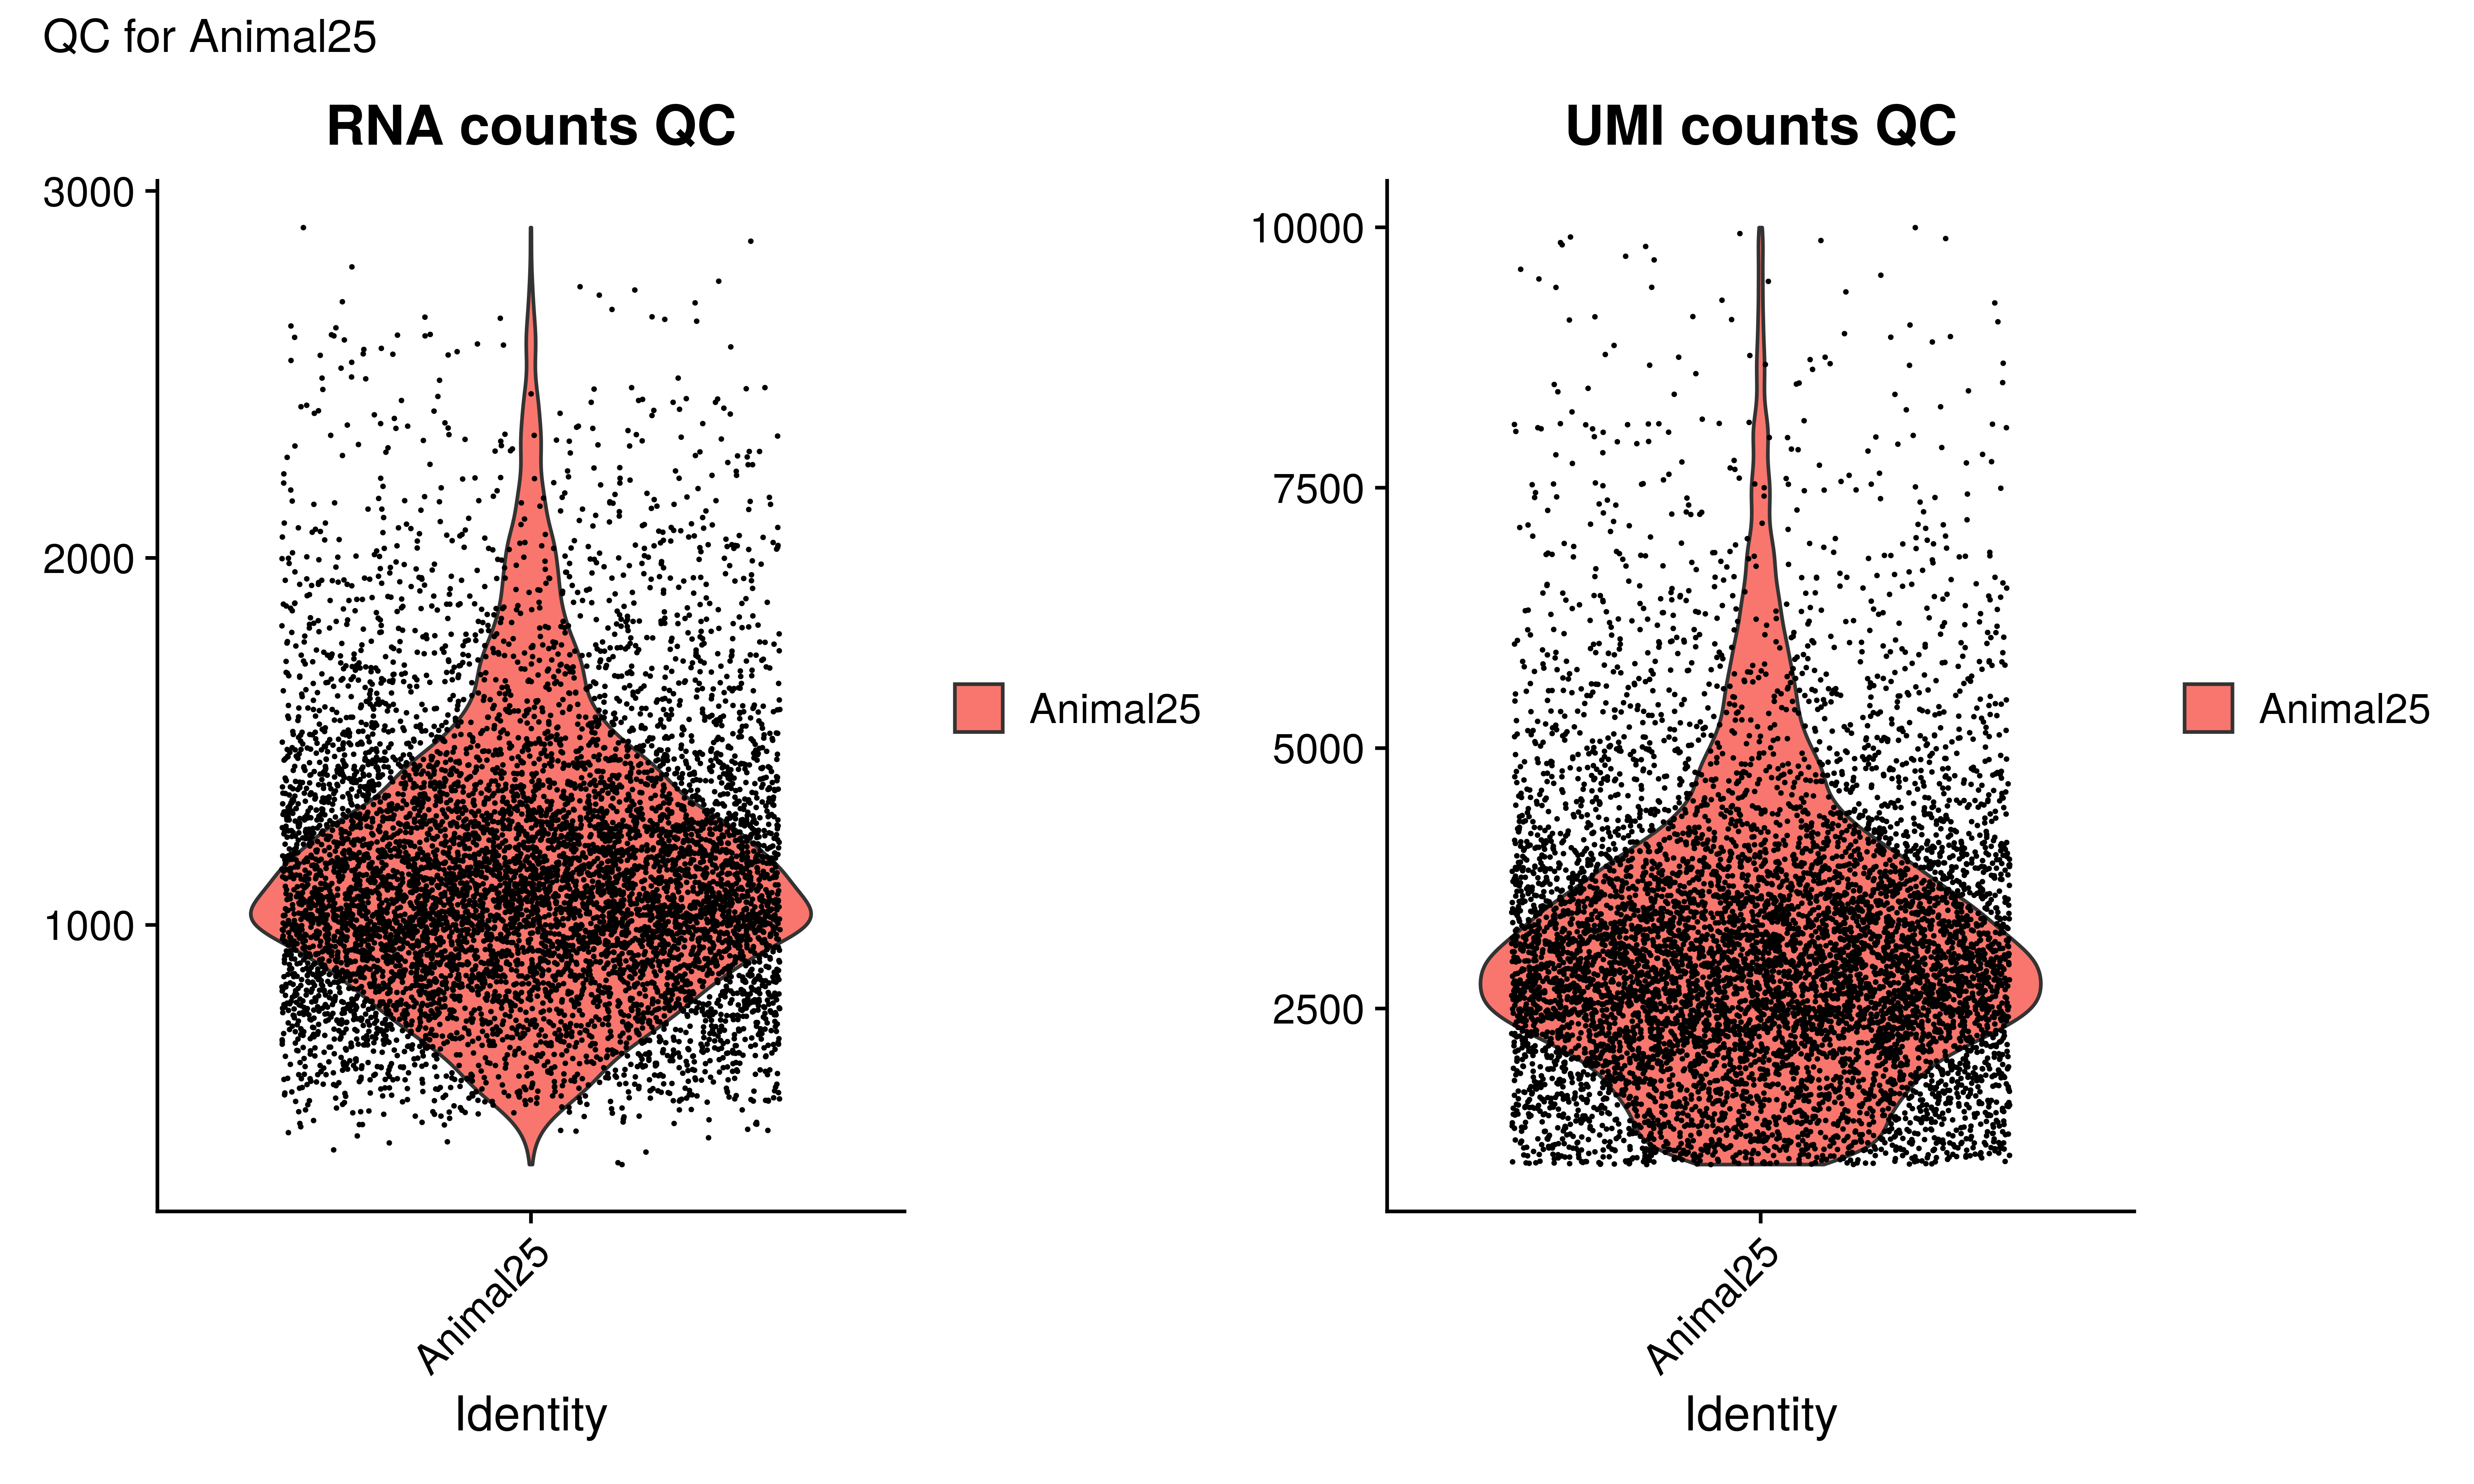 QC for Animal25
RNA counts QC
3000
2000
1000
Animal25
Identity
Animal25
UMI counts QC
10000
7500
5000
2500
Animal25
Identity
Animal25